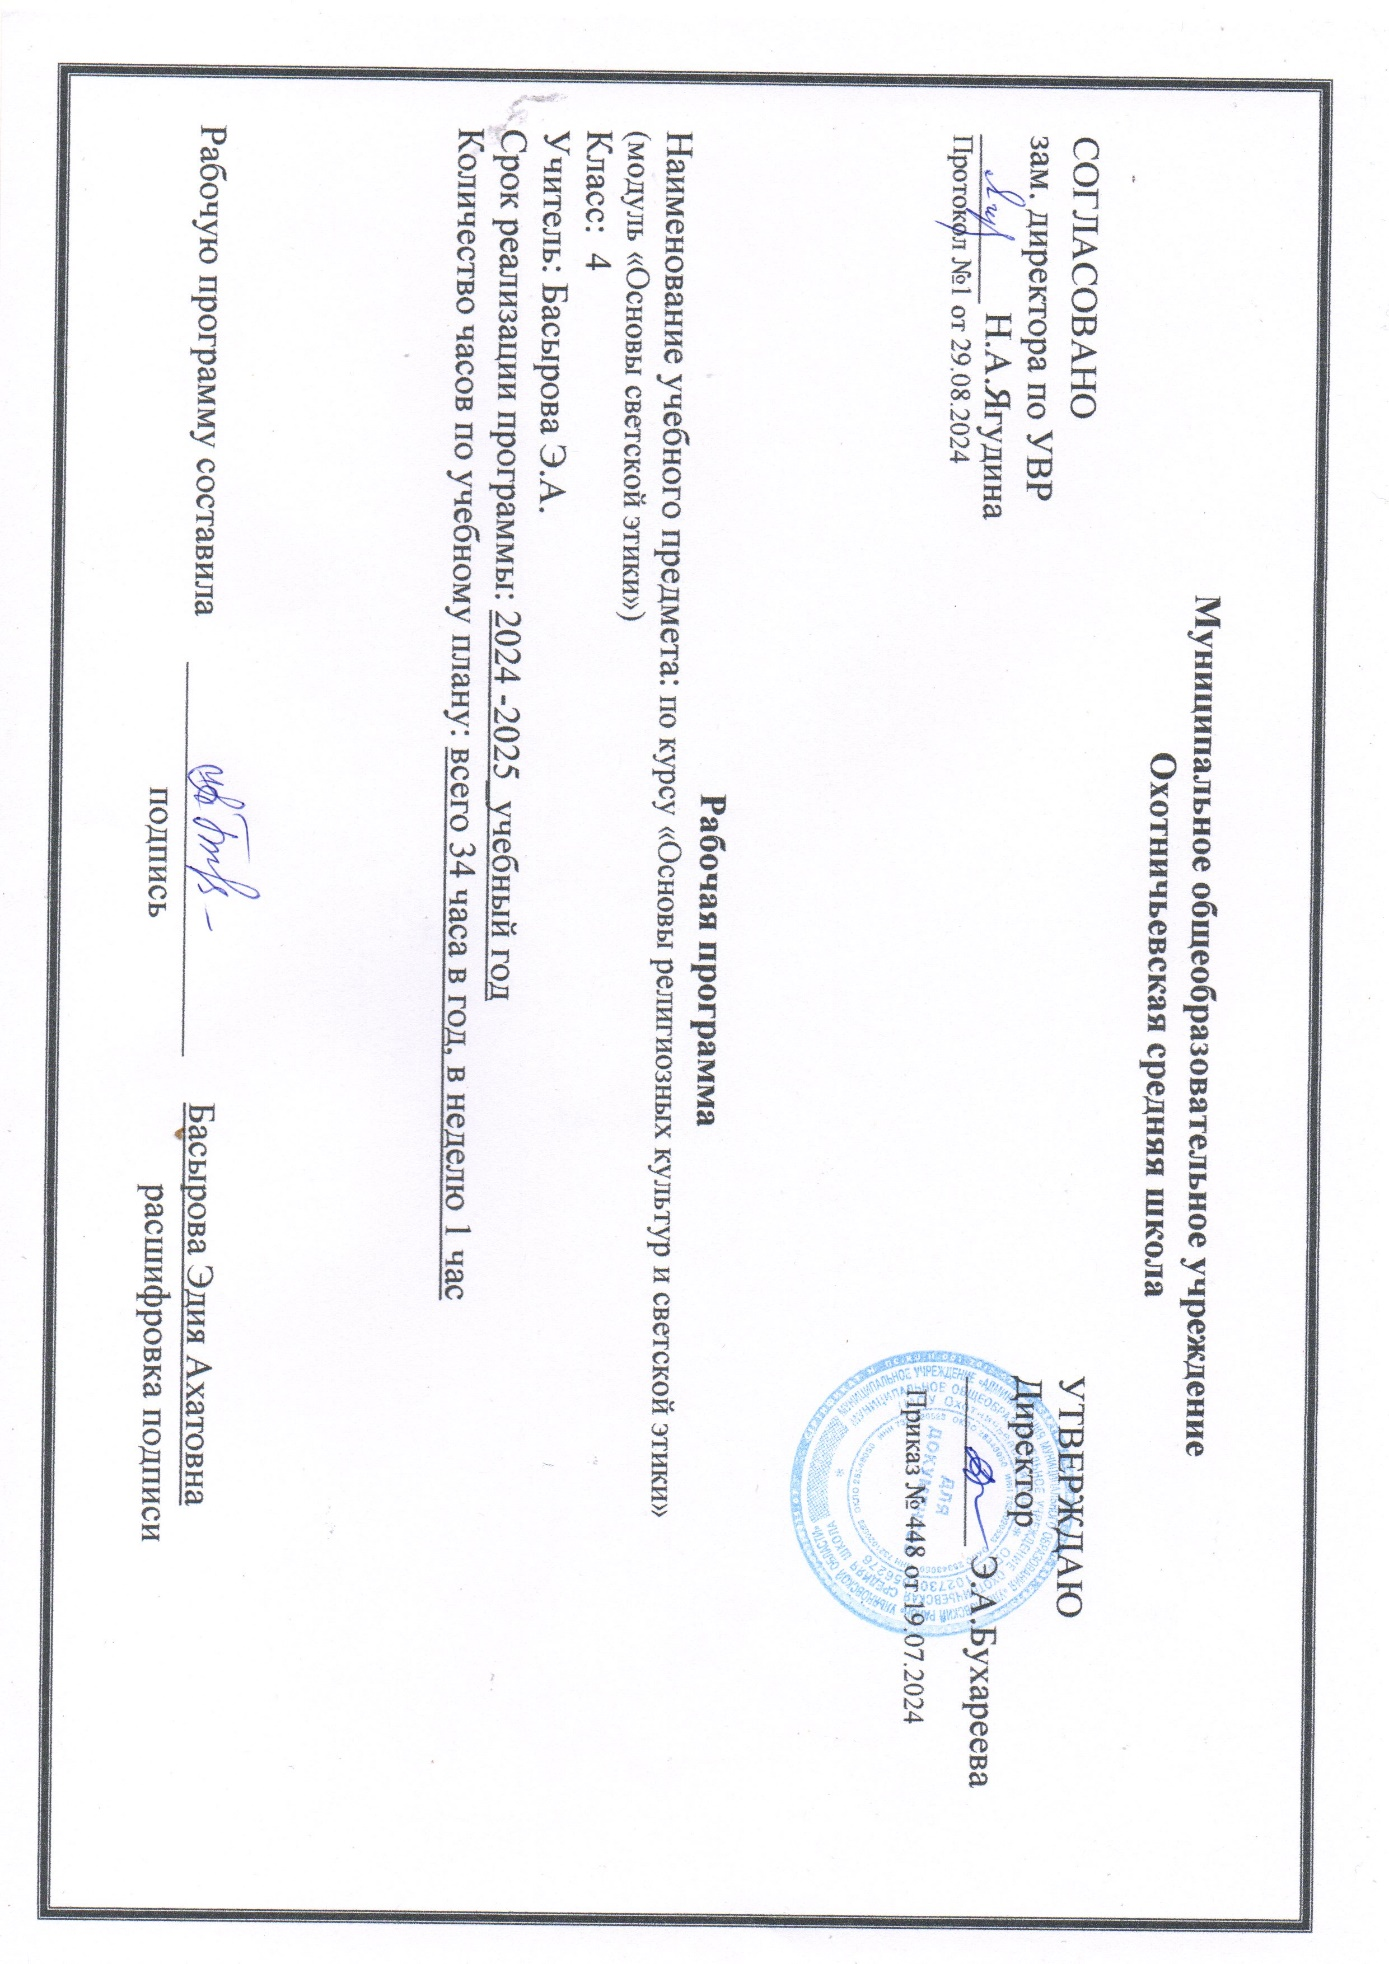 Муниципальное общеобразовательное учреждение
Охотничьевская средняя школа
СОГЛАСОВАНО
зам. директора по УВР
Н.А.Ягудина
Протокол №1 от 29.08.2024
УТВЕРЖДАЮ
Директор
Э.А.Бухареева
Приказ № 448 от 19.07.2024
Для
документов
Рабочая программа
Наименование учебного предмета: по курсу «Основы религиозных культур и светской этики»
(модуль «Основы светской этики»)
Класс: 4
Учитель: Басырова Э.А.
Срок реализации программы: 2024 -2025 учебный год
Количество часов по учебному плану: всего 34 часа в год, в неделю 1 час
Рабочую программу составила
Басырова Эдия Ахатовна
подпись
расшифровка подписи